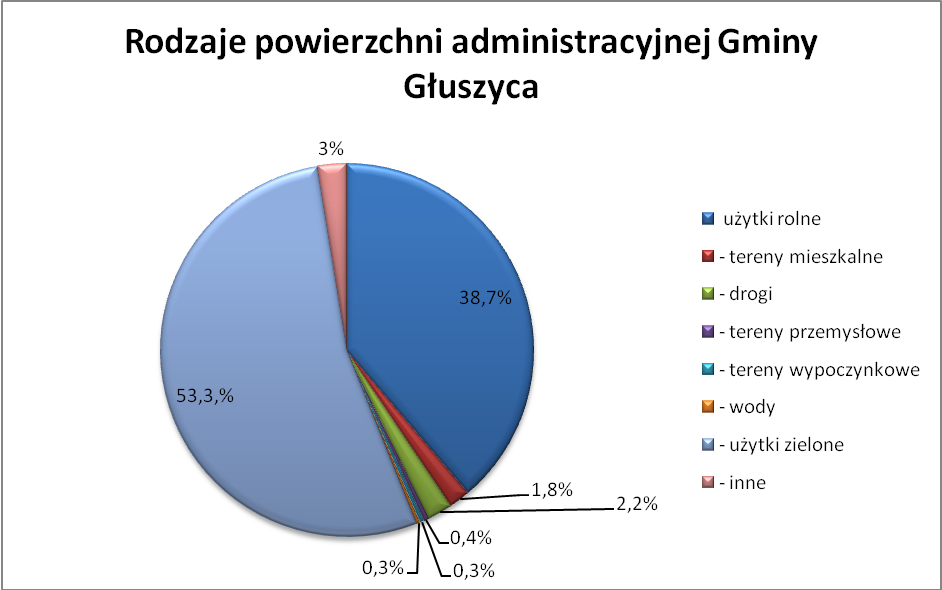 Rodzaje powierzchni administracyjnej Gminy
Głuszyca
3%
38,7%
53,3,%
1,8%
2,2%
0,4%
0,3%
0,3%
użytki rolne
- tereny mieszkalne
- drogi
- tereny przemysłowe
- tereny wypoczynkowe
- wody
- użytki zielone
- inne